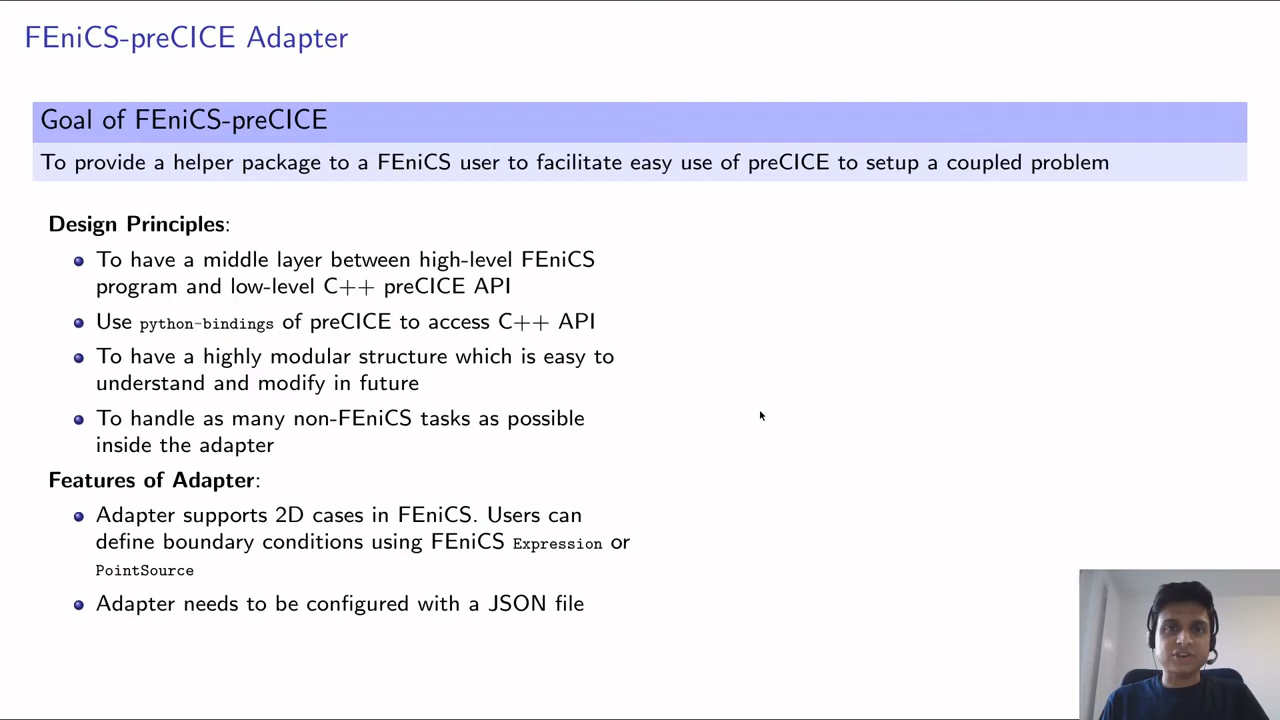 FEniCS-preCICE Adapter
Goal of FEniCS-preCICE
To provide a helper package to a FEniCS user to facilitate easy use of preCICE to setup a coupled problem
Design Principles:
To have a middle layer between high-level FEniCS
program and low-level C++ preCICE API
Use python-bindings of preCICE to access C++ API
To have a highly modular structure which is easy to
understand and modify in future
To handle as many non-FEniCS tasks as possible
inside the adapter
Features of Adapter:
Adapter supports 2D cases in FEniCS. Users can
define boundary conditions using FEniCS Expression or
PointSource
Adapter needs to be configured with a JSON file